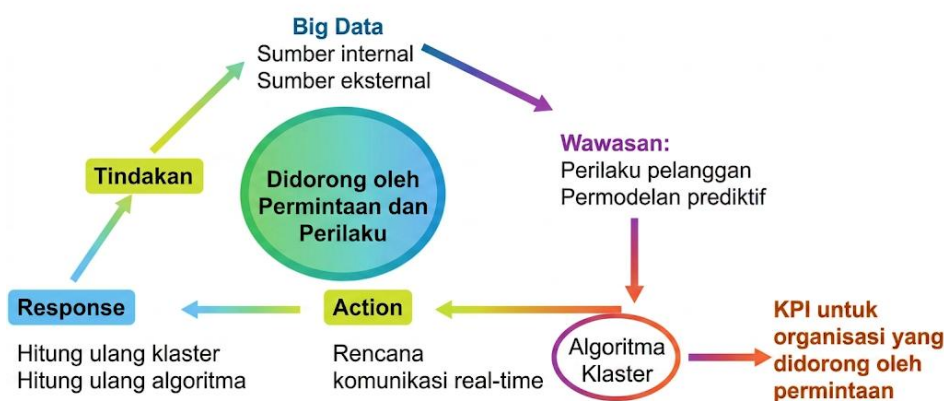 Big Data
Sumber internal
Sumber eksternal
Wawasan:
Perilaku pelanggan
Permodelan prediktif
Tindakan
Didorong oleh
Permintaan dan
Perilaku
Response
Hitung ulang klaster
Hitung ulang algoritma
Action
Rencana
komunikasi real-time
Algoritma
Klaster
KPI untuk
organisasi yang
didorong oleh
permintaan